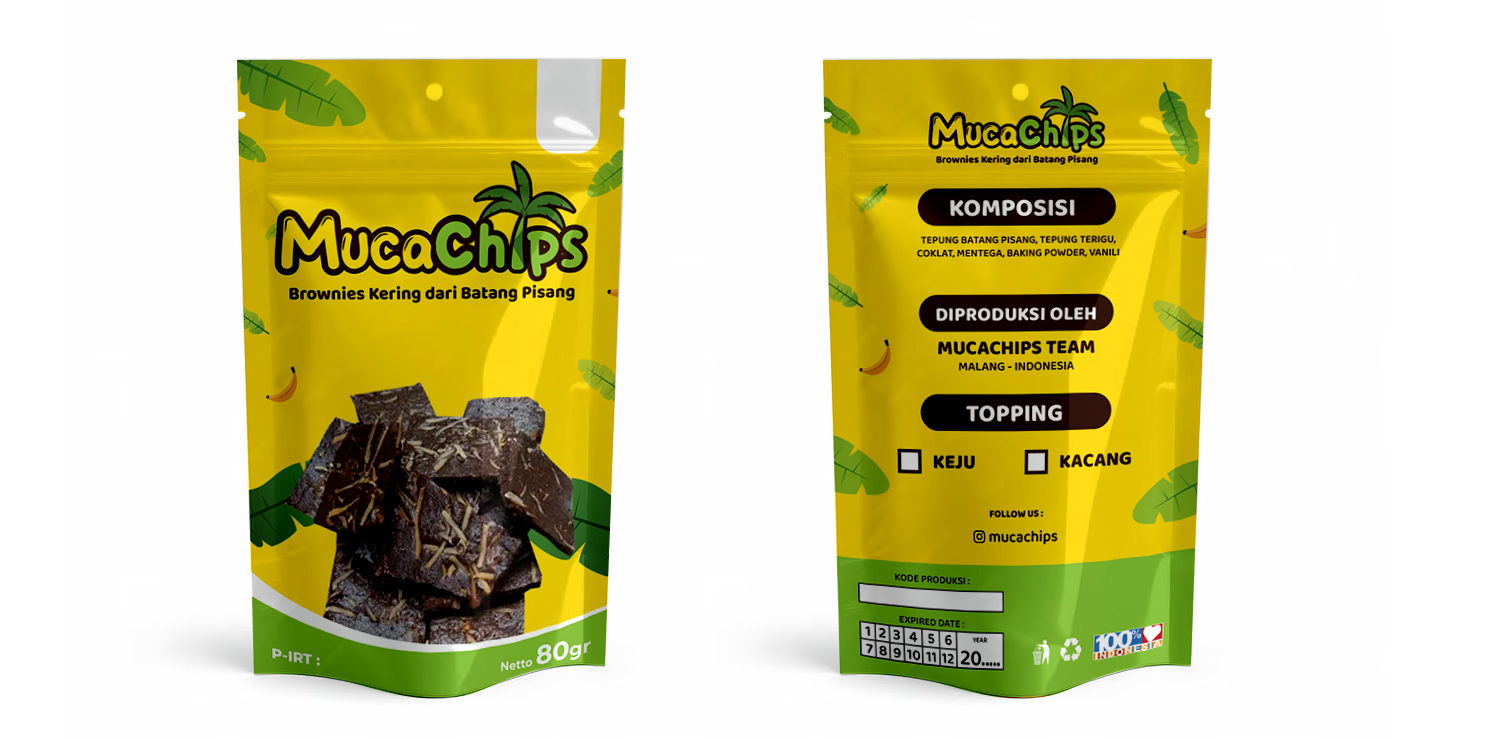 MucaChips
Brownies Kering dari Batang Pisang
P-IRT :
Netto 80gr
MucaChips
Brownies Kering dari Batang Pisang
KOMPOSISI
TEPUNG BATANG PISANG, TEPUNG TERIGU,
COKLAT, MENTEGA, BAKING POWDER, VANILI
DIPRODUKSI OLEH
MUCACHIPS TEAM
MALANG - INDONESIA
TOPPING
KEJU KACANG
FOLLOW US :
mucachips
KODE PRODUKSI :
EXPIRED DATE :
1 2 3 4 5 6 YEAR
7 8 9 10 11 12 20.....
100%
INDONESIA